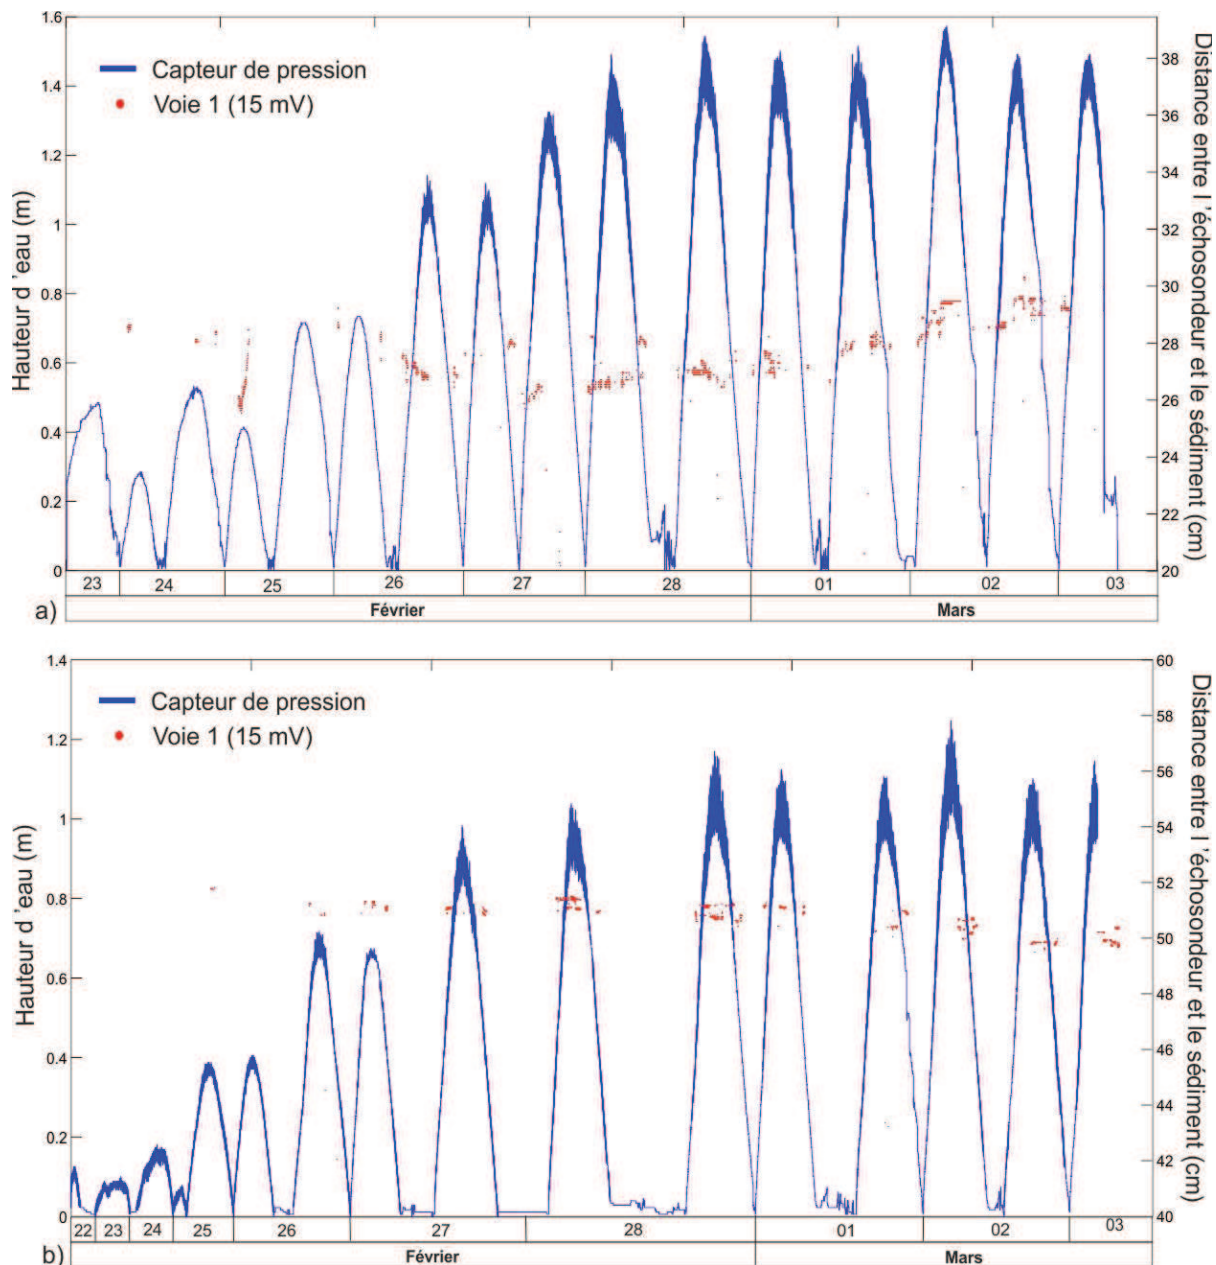 1.6
1.4
1.2
1
0.8
0.6
0.4
0.2
0
Hauteur d 'eau (m)
Capteur de pression
Voie 1 (15 mV)
38
36
34
32
30
28
26
24
22
20
Distance entre l 'échosondeur et le sédiment (cm)
23 24 25 26 27 28 01 02 03
Février Mars
a)
1.4
1.2
1
0.8
0.6
0.4
0.2
0
Hauteur d 'eau (m)
Capteur de pression
Voie 1 (15 mV)
60
58
56
54
52
50
48
46
44
42
40
Distance entre l 'échosondeur et le sédiment (cm)
22 23 24 25 26 27 28 01 02 03
Février Mars
b)